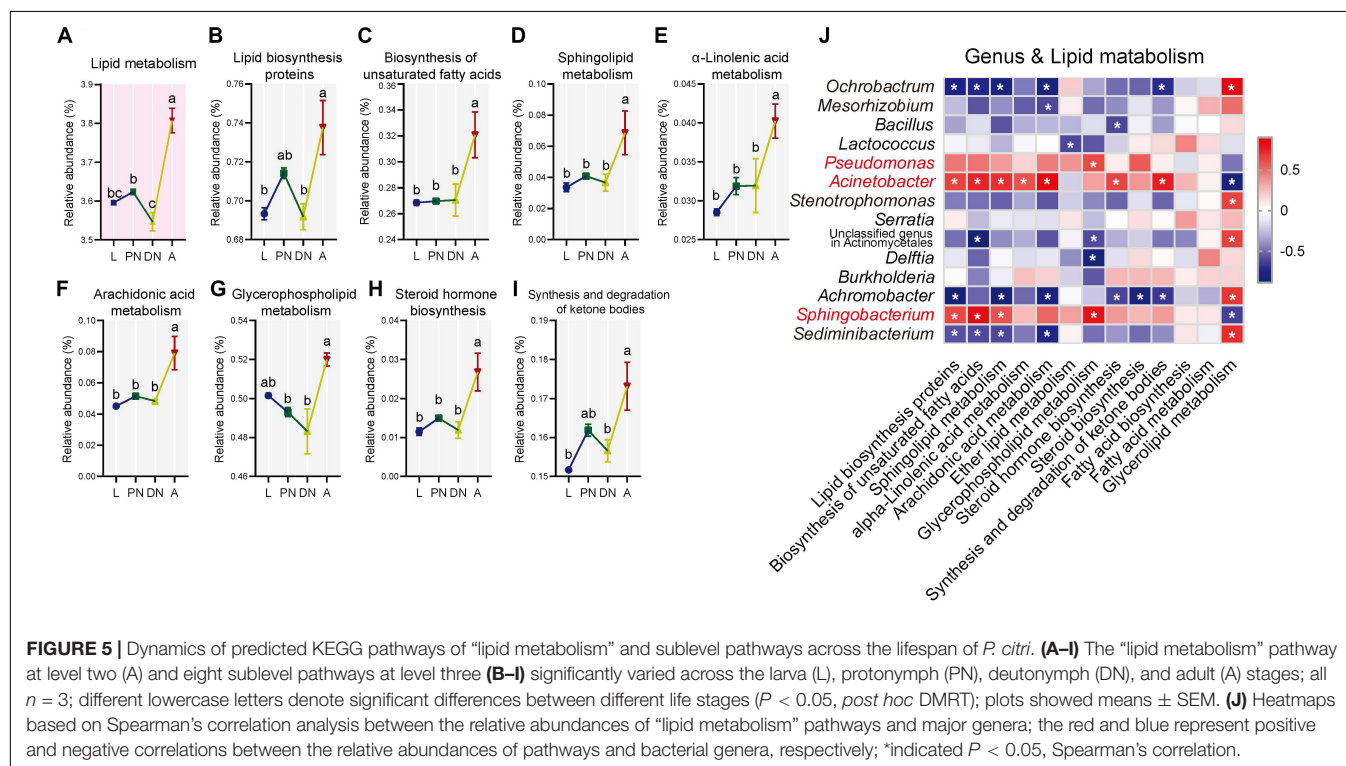 A
Lipid metabolism
Relative abundance (%)
3.9
3.8
3.7
3.6
3.5
bc
b
c
a
L PN DN A
B
Lipid biosynthesis
proteins
Relative abundance (%)
0.76
0.74
0.72
0.70
0.68
b
ab
b
a
L PN DN A
C
Biosynthesis of
unsaturated fatty acids
Relative abundance (%)
0.36
0.34
0.32
0.30
0.28
0.26
0.24
b
b
b
a
L PN DN A
D
Sphingolipid
metabolism
Relative abundance (%)
0.10
0.08
0.06
0.04
0.02
0.00
b
b
b
a
L PN DN A
E
α-Linolenic acid
metabolism
Relative abundance (%)
0.045
0.040
0.035
0.030
0.025
b
b
b
a
L PN DN A
F
Arachidonic acid
metabolism
Relative abundance (%)
0.10
0.08
0.06
0.04
0.02
0.00
b
b
b
a
L PN DN A
G
Glycerophospholipid
metabolism
Relative abundance (%)
0.54
0.52
0.50
0.48
0.46
ab
b
b
a
L PN DN A
H
Steroid hormone
biosynthesis
Relative abundance (%)
0.04
0.03
0.02
0.01
0.00
b
b
b
a
L PN DN A
I
Synthesis and degradation
of ketone bodies
Relative abundance (%)
0.19
0.18
0.17
0.16
0.15
b
ab
b
a
L PN DN A
J
Genus & Lipid matabolism
Ochrobactrum * * * * * *
Mesorhizobium *
Bacillus *
Lactococcus *
Pseudomonas *
Acinetobacter * * * * * * * *
Stenotrophomonas *
Serratia
Unclassified genus
in Actinomycetales * * *
Delftia *
Burkholderia
Achromobacter * * * * * * *
Sphingobacterium * * * * *
Sediminibacterium * * * * *
0.5
0
-0.5
Lipid biosynthesis proteins
Biosynthesis of unsaturated fatty acids
Sphingolipid metabolism
alpha-Linolenic acid metabolism
Arachidonic acid metabolism
Ether lipid metabolism
Glycerophospholipid metabolism
Steroid hormone biosynthesis
Steroid biosynthesis
Synthesis and degradation of ketone bodies
Fatty acid biosynthesis
Fatty acid metabolism
Glycerolipid metabolism
FIGURE 5 | Dynamics of predicted KEGG pathways of “lipid metabolism” and sublevel pathways across the lifespan of P. citri. (A–I) The “lipid metabolism” pathway
at level two (A) and eight sublevel pathways at level three (B–I) significantly varied across the larva (L), protonymph (PN), deutonymph (DN), and adult (A) stages; all
n = 3; different lowercase letters denote significant differences between different life stages (P < 0.05, post hoc DMRT); plots showed means ± SEM. (J) Heatmaps
based on Spearman’s correlation analysis between the relative abundances of “lipid metabolism” pathways and major genera; the red and blue represent positive
and negative correlations between the relative abundances of pathways and bacterial genera, respectively; *indicated P < 0.05, Spearman’s correlation.